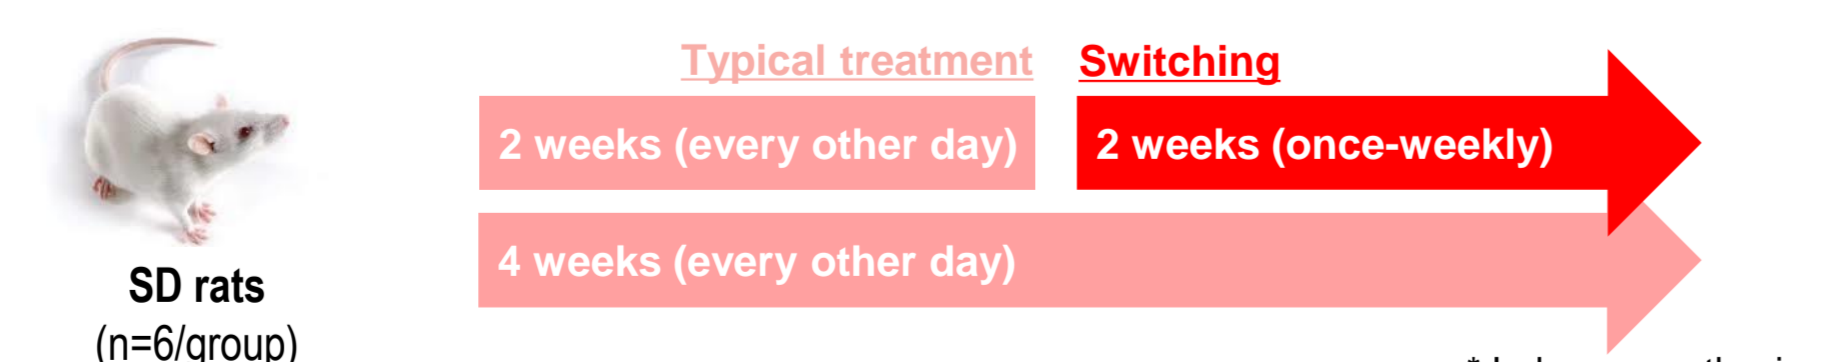 Typical treatment
Switching
2 weeks (every other day)
2 weeks (once-weekly)
4 weeks (every other day)
SD rats
(n=6/group)